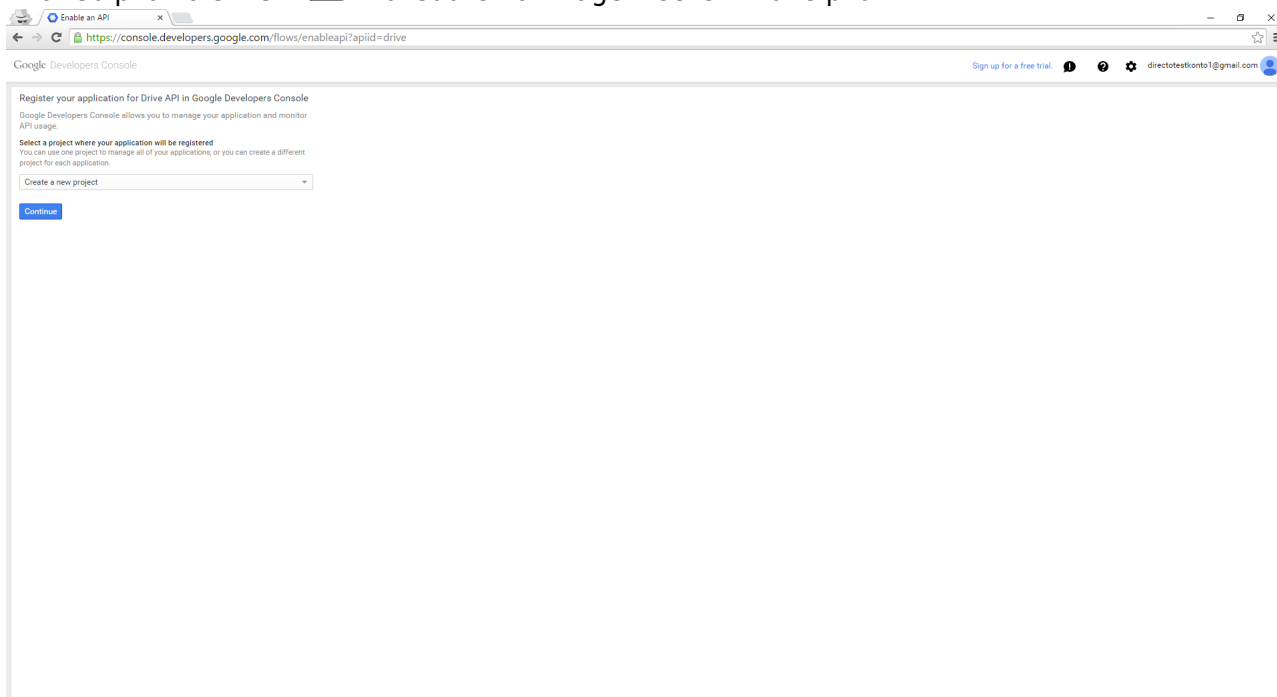 Enable an API
https://console.developers.google.com/flows/enableapi?apiid=drive
Google Developers Console
Sign up for a free trial.
directotestkonto1@gmail.com
Register your application for Drive API in Google Developers Console
Google Developers Console allows you to manage your application and monitor
API usage.
Select a project where your application will be registered
You can use one project to manage all of your applications, or you can create a different
project for each application.
Create a new project
Continue